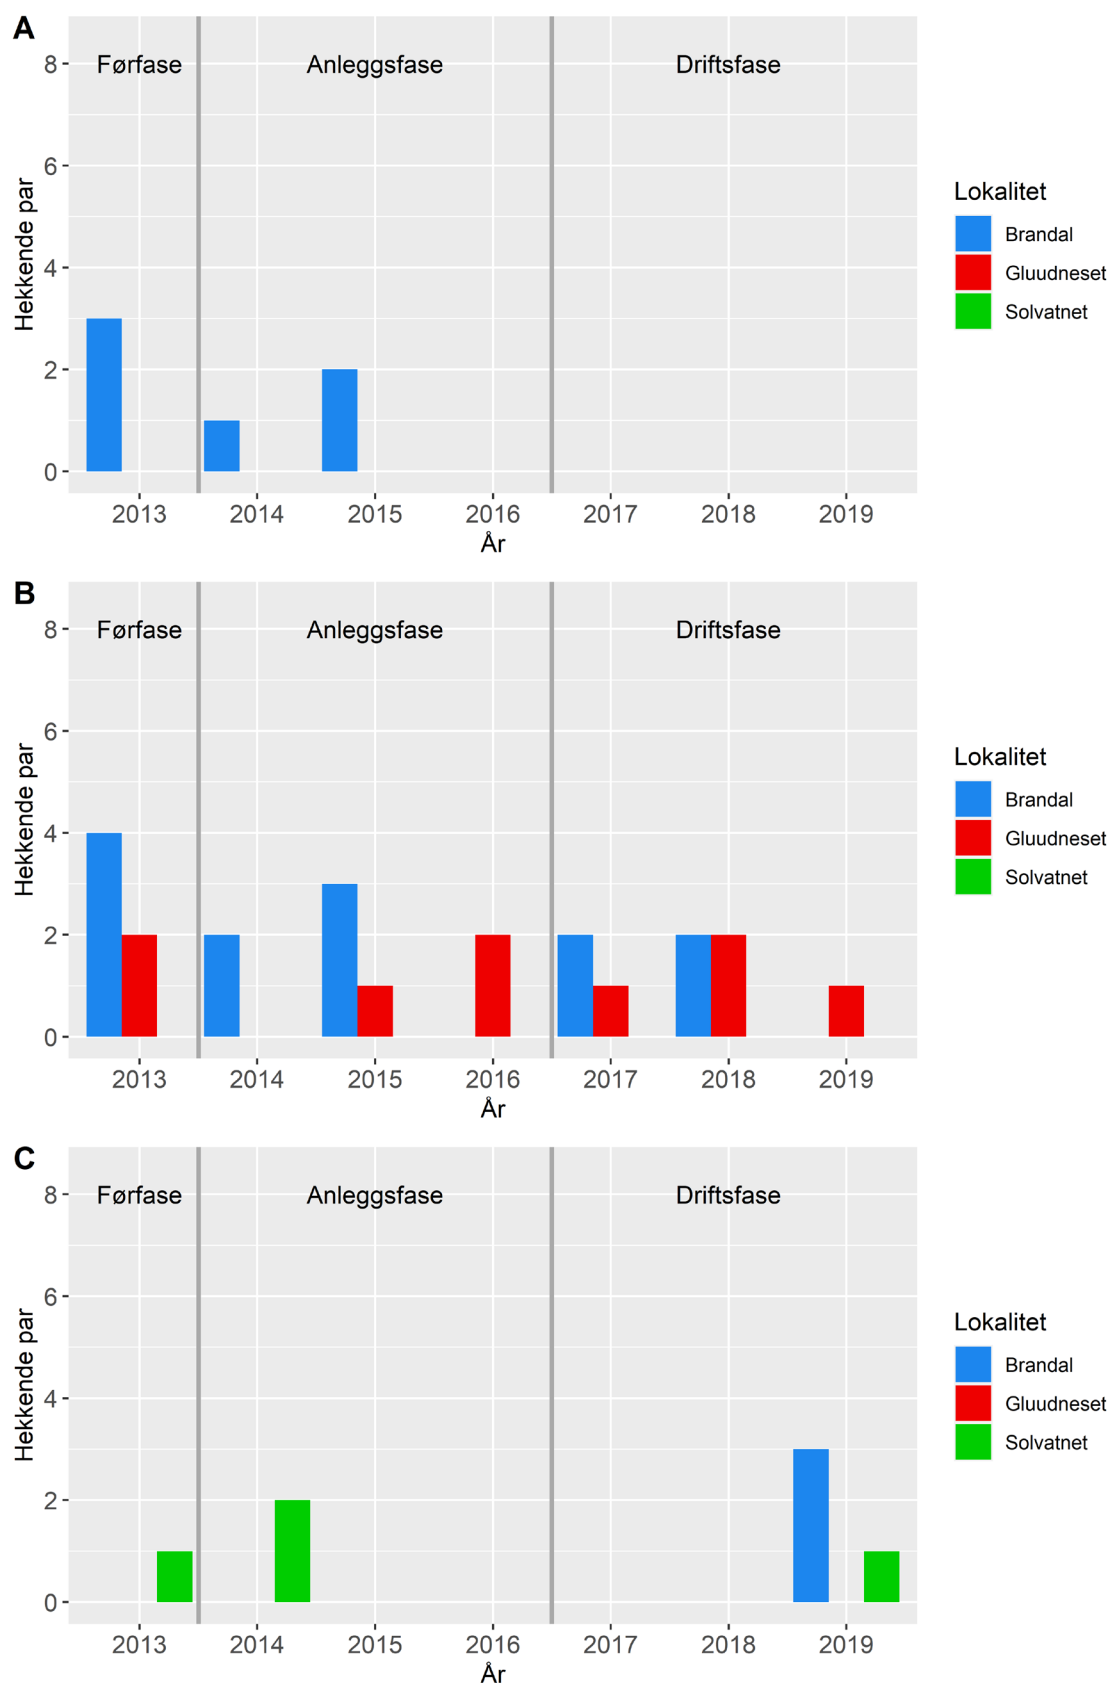 A
Førfase Anleggsfase Driftsfase
8
6
4
2
0
Hekkende par
2013 2014 2015 2016 2017 2018 2019
År
Lokalitet
Brandal
Gluudneset
Solvatnet
B
Førfase Anleggsfase Driftsfase
8
6
4
2
0
Hekkende par
2013 2014 2015 2016 2017 2018 2019
År
Lokalitet
Brandal
Gluudneset
Solvatnet
C
Førfase Anleggsfase Driftsfase
8
6
4
2
0
Hekkende par
2013 2014 2015 2016 2017 2018 2019
År
Lokalitet
Brandal
Gluudneset
Solvatnet